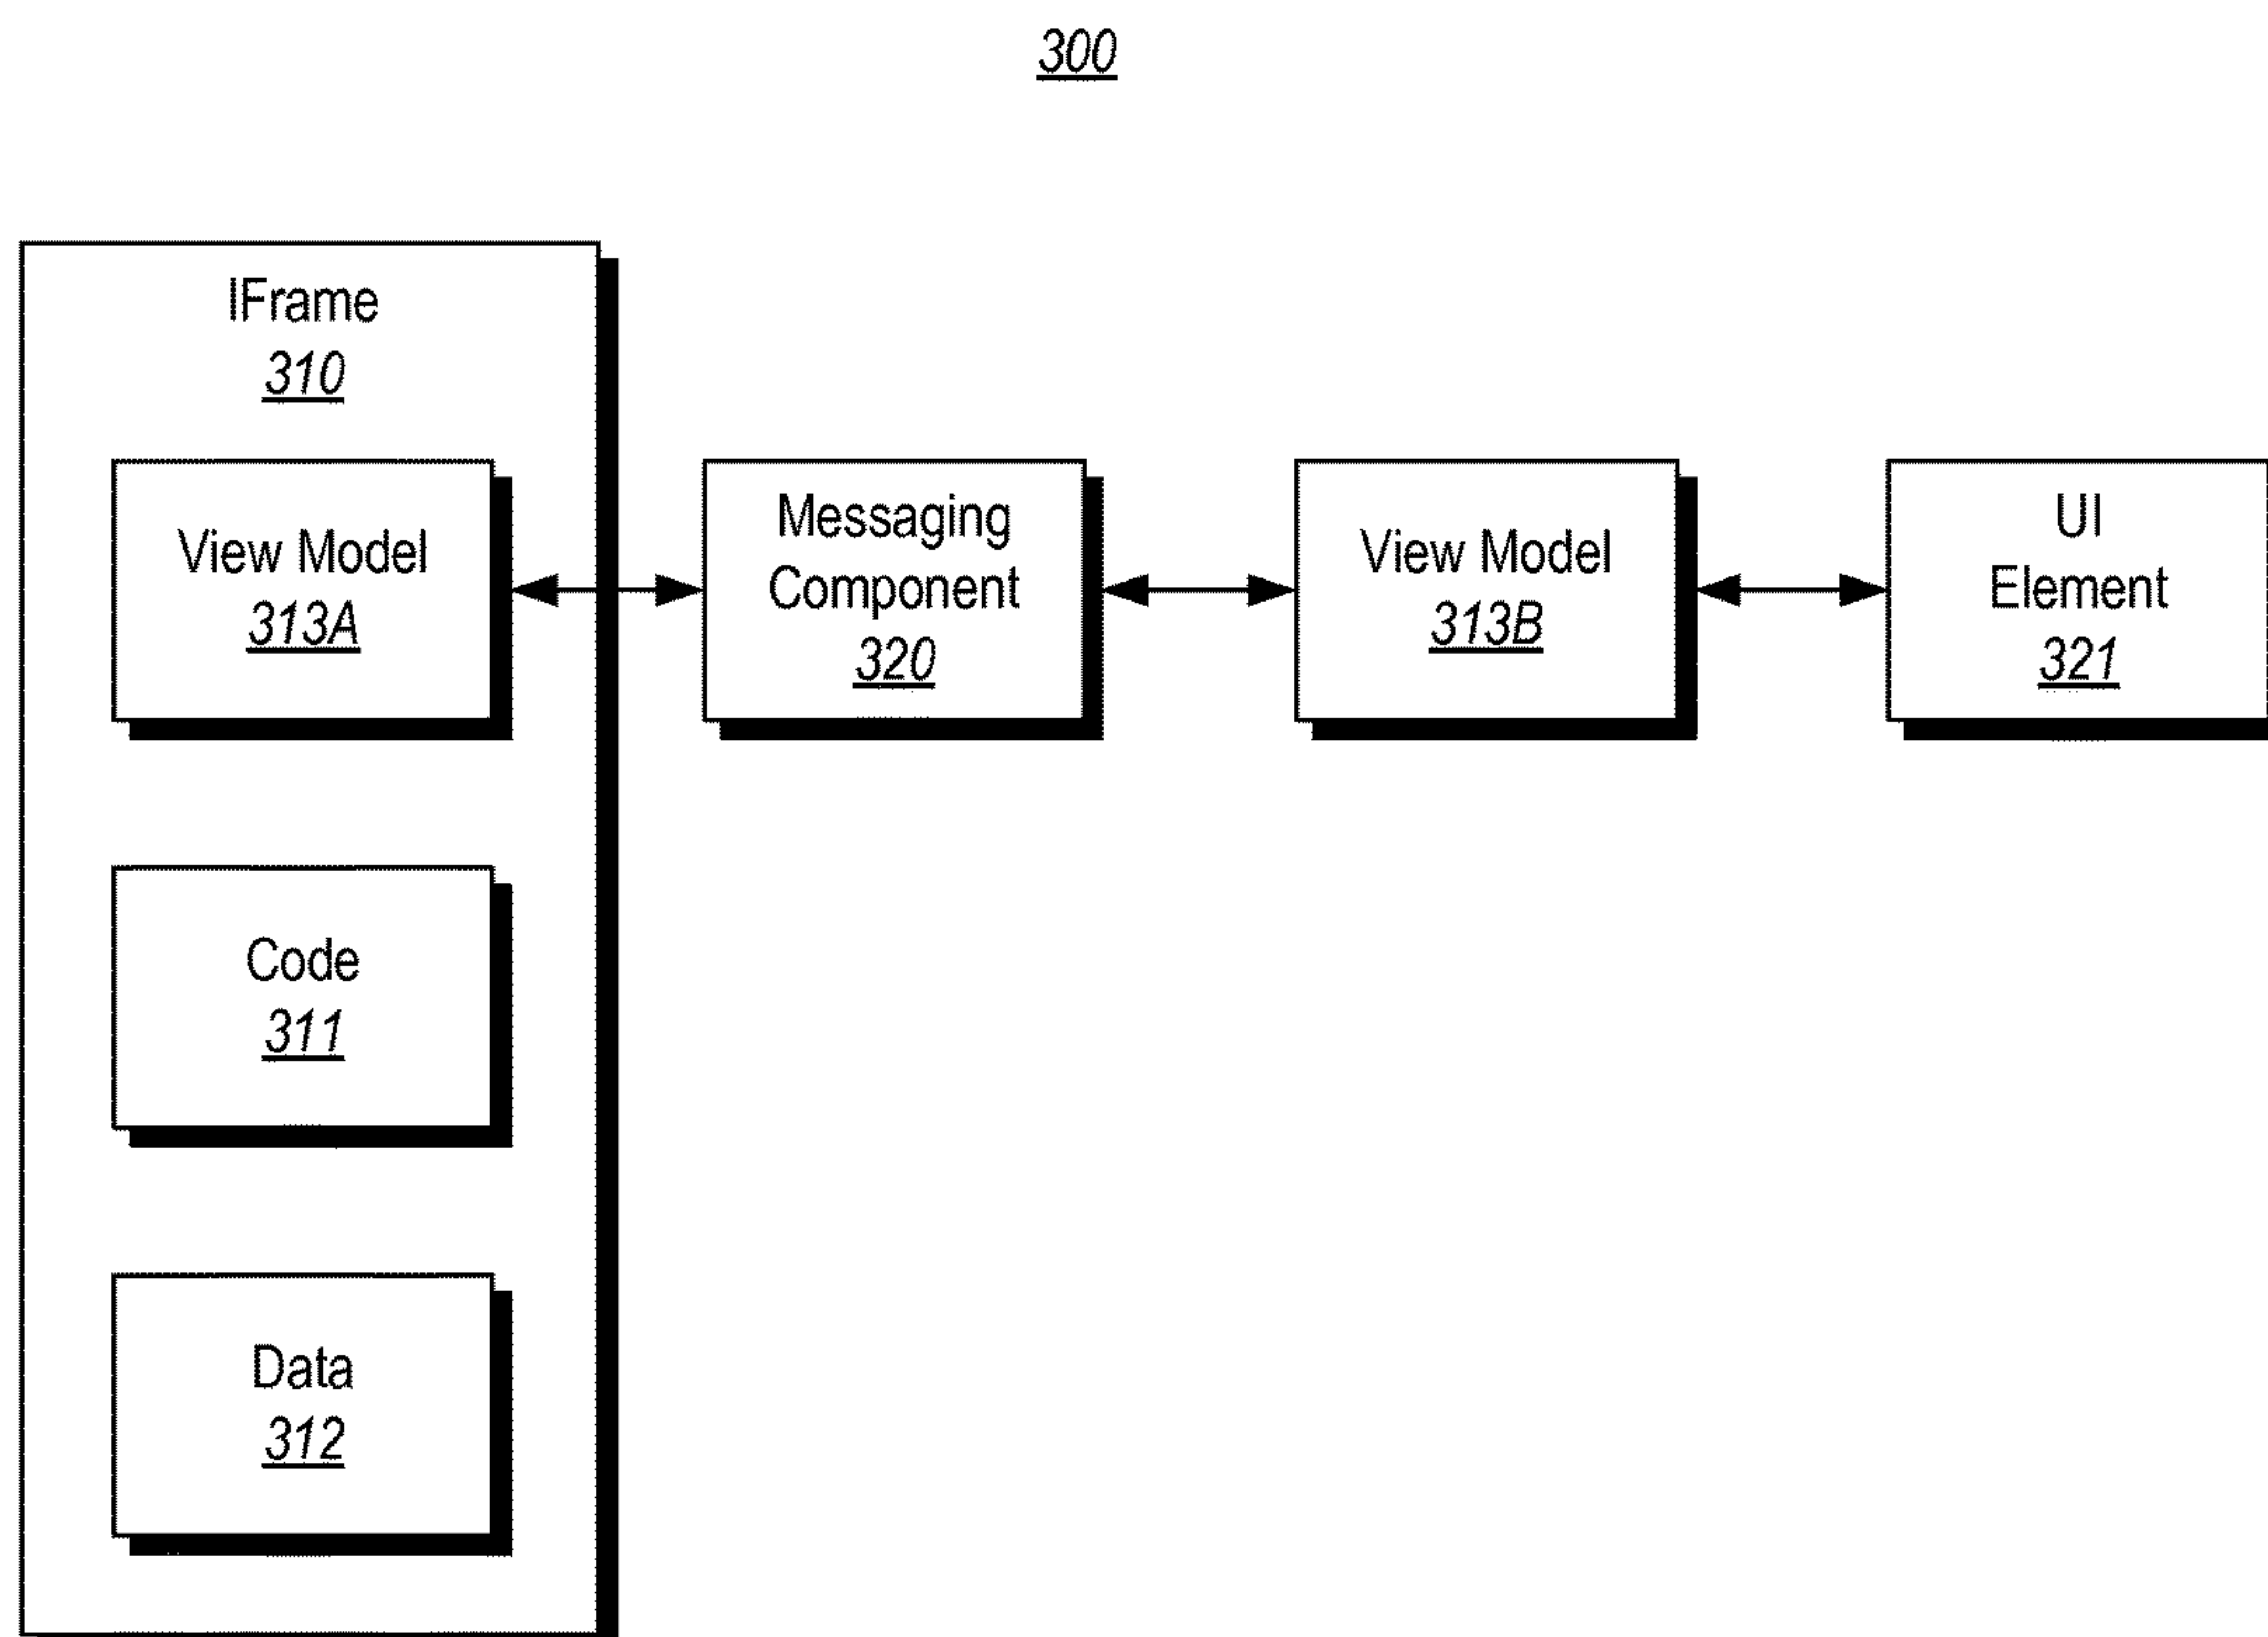 300
IFrame
310
View Model
313A
Messaging
Component
320
View Model
313B
UI
Element
321
Code
311
Data
312